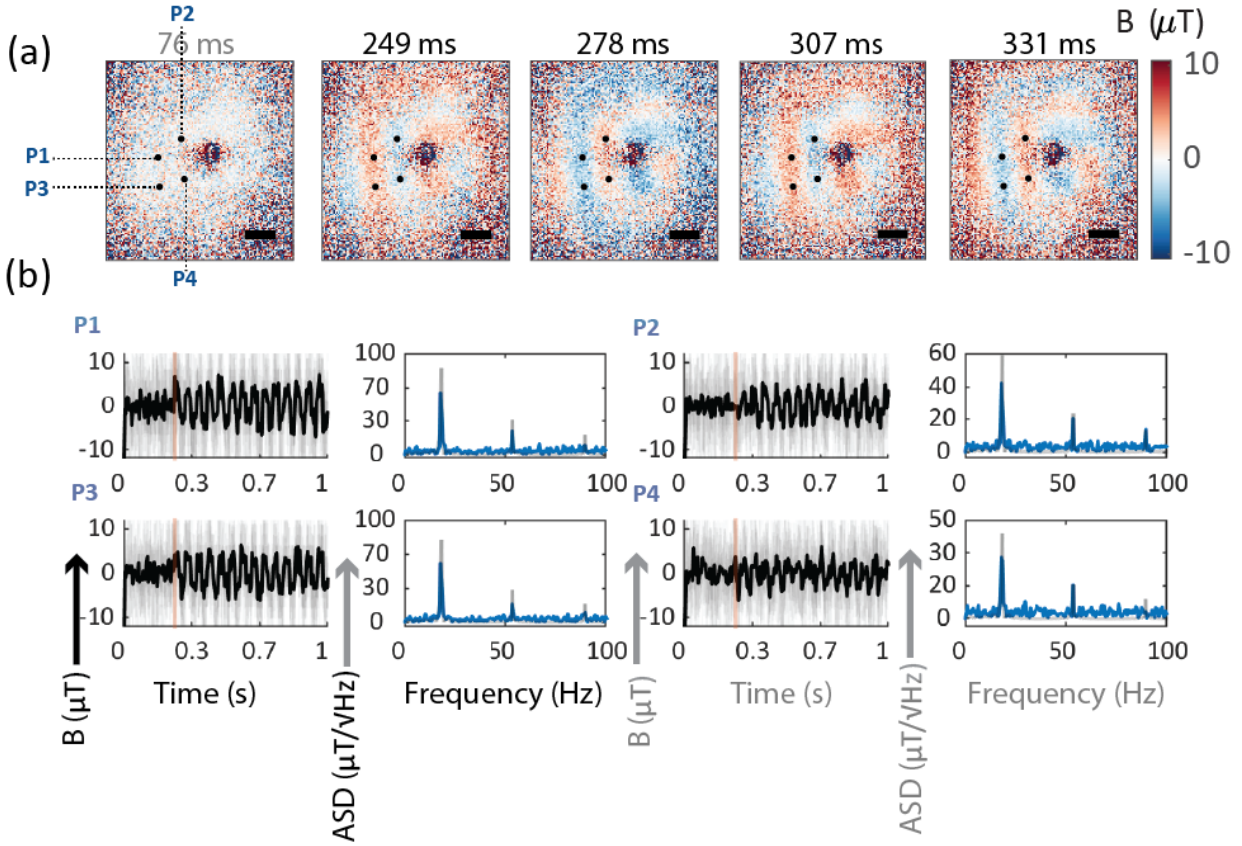 P2
B (μT)
(a)
76 ms
249 ms
278 ms
307 ms
331 ms
10
0
-10
P1
P3
P4
(b)
P1
10
0
-10
0 0.3 0.7 1
100
70
30
0
0 50 100
P2
10
0
-10
0 0.3 0.7 1
60
40
20
0
0 50 100
P3
10
0
-10
0 0.3 0.7 1
100
70
30
0
0 50 100
P4
10
0
-10
0 0.3 0.7 1
50
30
20
0
0 50 100
B (μT)
Time (s)
ASD (μT/√Hz)
Frequency (Hz)
B (μT)
Time (s)
ASD (μT/√Hz)
Frequency (Hz)